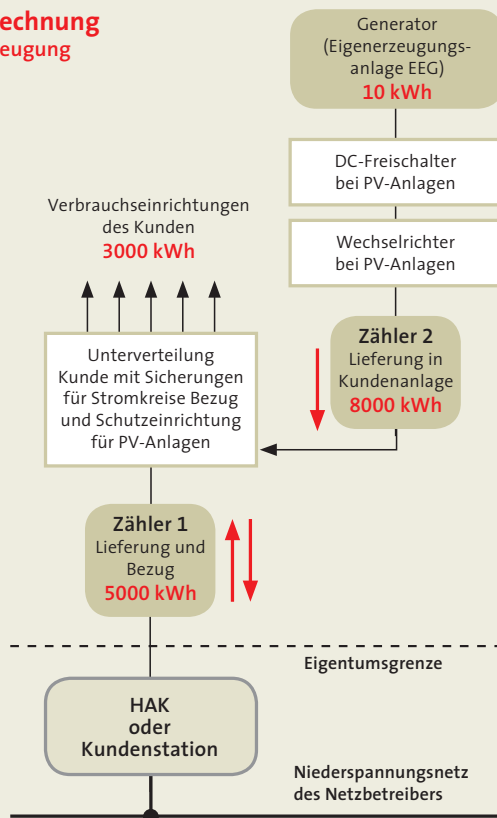 echnung
eugung
Generator
(Eigenerzeugungs-
anlage EEG)
10 kWh
DC-Freischalter
bei PV-Anlagen
Wechselrichter
bei PV-Anlagen
Verbrauchseinrichtungen
des Kunden
3000 kWh
Zähler 2
Lieferung in
Kundenanlage
8000 kWh
Unterverteilung
Kunde mit Sicherungen
für Stromkreise Bezug
und Schutzeinrichtung
für PV-Anlagen
Zähler 1
Lieferung und
Bezug
5000 kWh
Eigentumsgrenze
HAK
oder
Kundenstation
Niederspannungsnetz
des Netzbetreibers